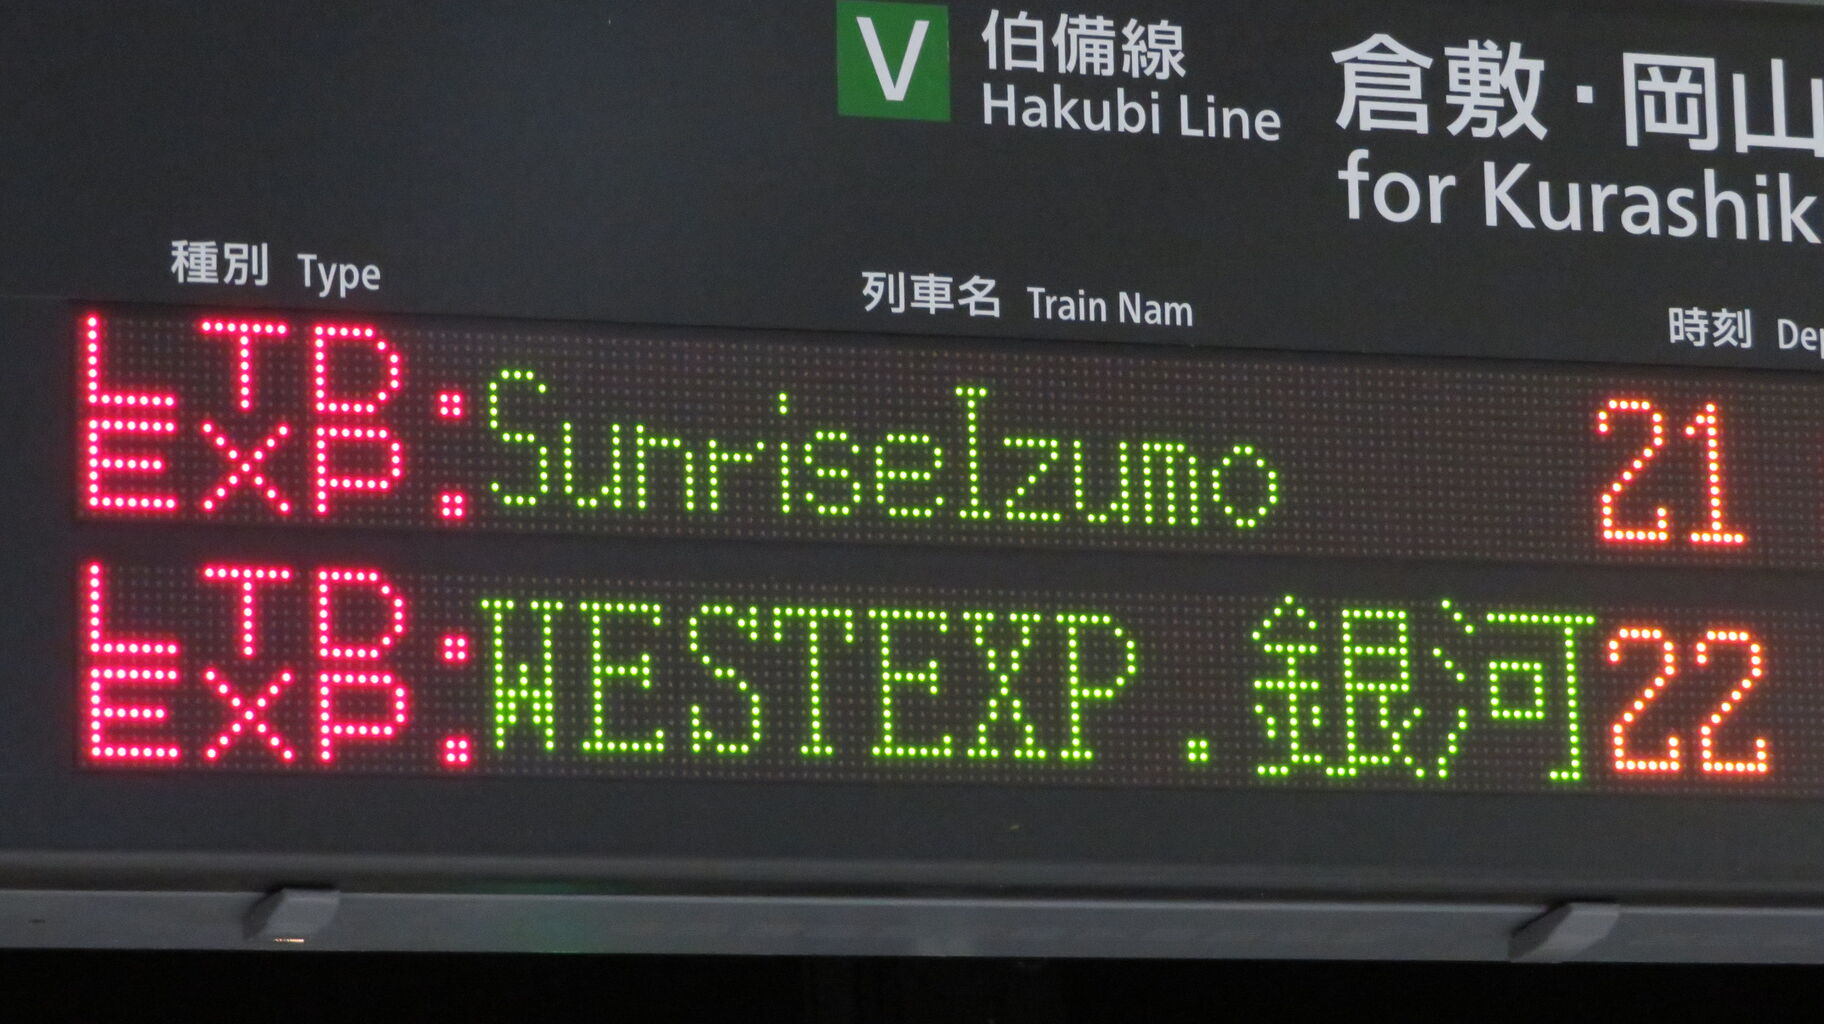 V 伯備線 倉敷・岡山
Hakubi Line for Kurashik
種別 Type 列車名 Train Nam 時刻 Dep
LTD.
EXP. SunriseIzumo 21
LTD.
EXP. WESTEXP.銀河 22